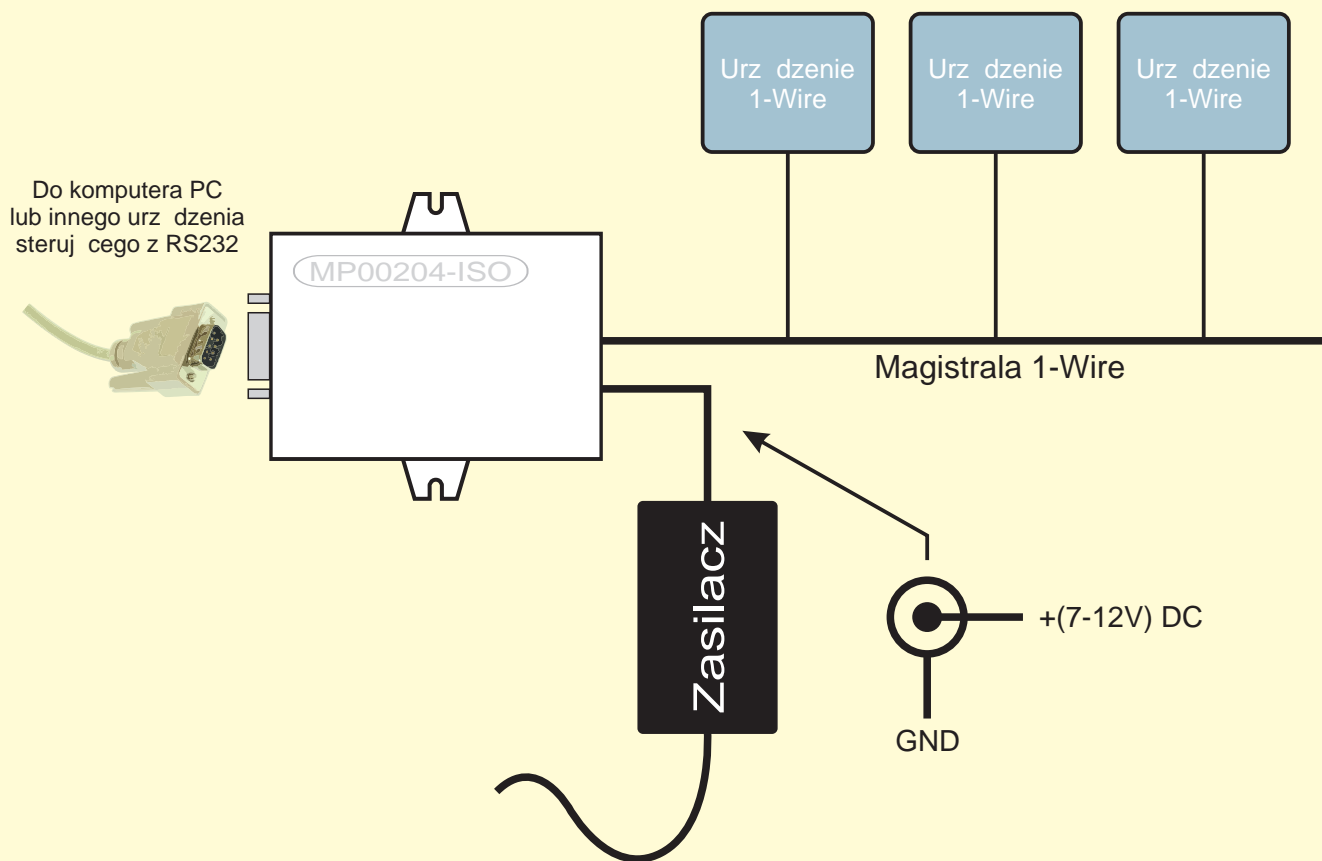 Urz dzenie
1-Wire
Urz dzenie
1-Wire
Urz dzenie
1-Wire
Do komputera PC
lub innego urz dzenia
steruj cego z RS232
MP00204-ISO
Magistrala 1-Wire
Zasilacz
+(7-12V) DC
GND